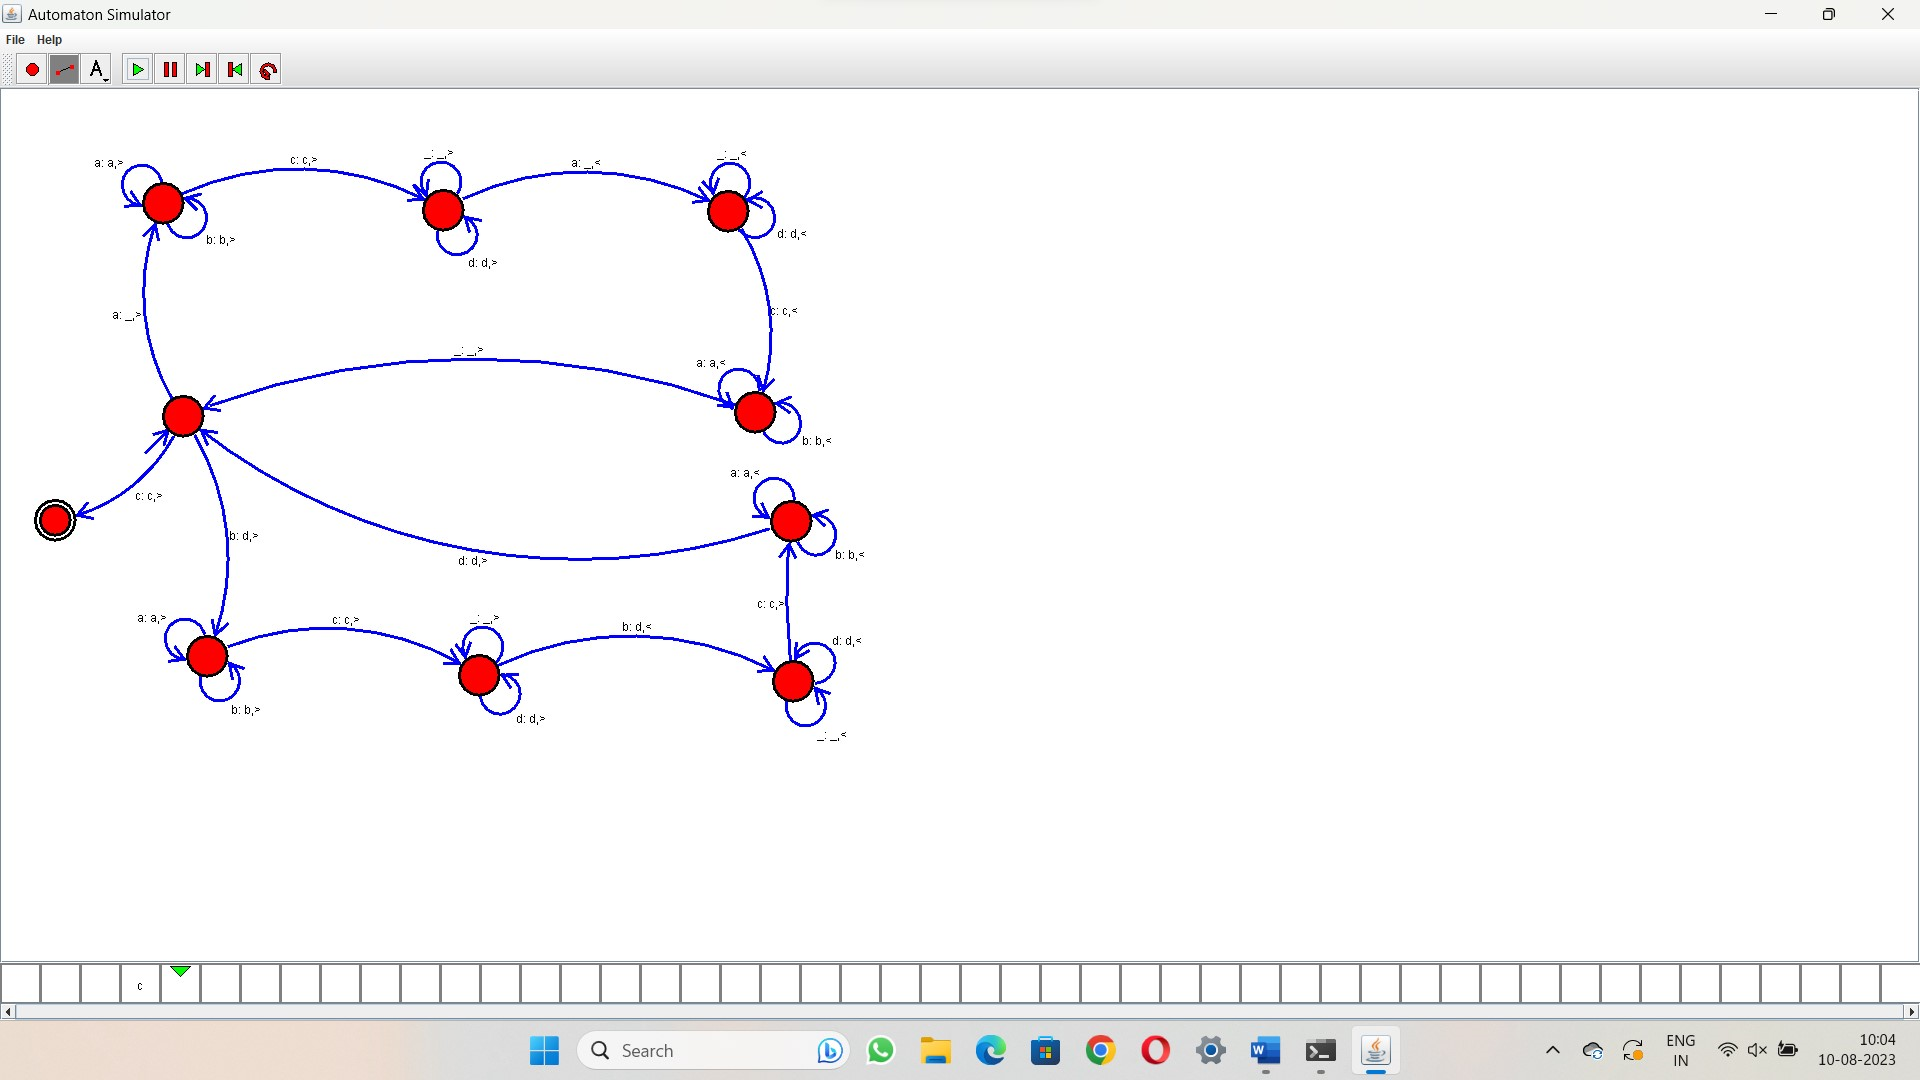 Automaton Simulator
File Help
A
_: _,> _: _,<
a: a,> c: c,> a: _,<
d: d,<
b: b,>
d: d,>
a: _,> c: c,<
_: _,>
a: a,<
b: b,<
a: a,<
c: c,>
b: d,>
b: b,<
d: d,>
c: c,>
a: a,> c: c,> _: _,> b: d,<
d: d,<
b: b,>
d: d,>
_: _,<
c
Search
ENG
IN
10:04
10-08-2023